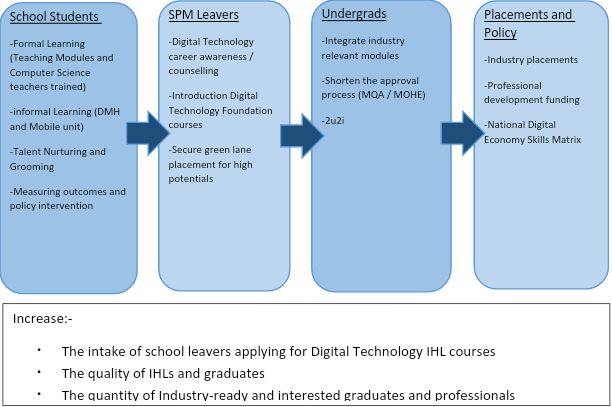 School Students
-Formal Learning
(Teaching Modules and
Computer Science
teachers trained)
-informal Learning (DMH
and Mobile unit)
-Talent Nurturing and
Grooming
-Measuring outcomes and
policy intervention
SPM Leavers
-Digital Technology
career awareness /
counselling
-Introduction Digital
Technology Foundation
courses
-Secure green lane
placement for high
potentials
Undergrads
-Integrate industry
relevant modules
-Shorten the approval
process (MQA / MOHE)
-2u2i
Placements and
Policy
-Industry placements
-Professional
development funding
-National Digital
Economy Skills Matrix
Increase:-
• The intake of school leavers applying for Digital Technology IHL courses
• The quality of IHLs and graduates
• The quantity of Industry-ready and interested graduates and professionals